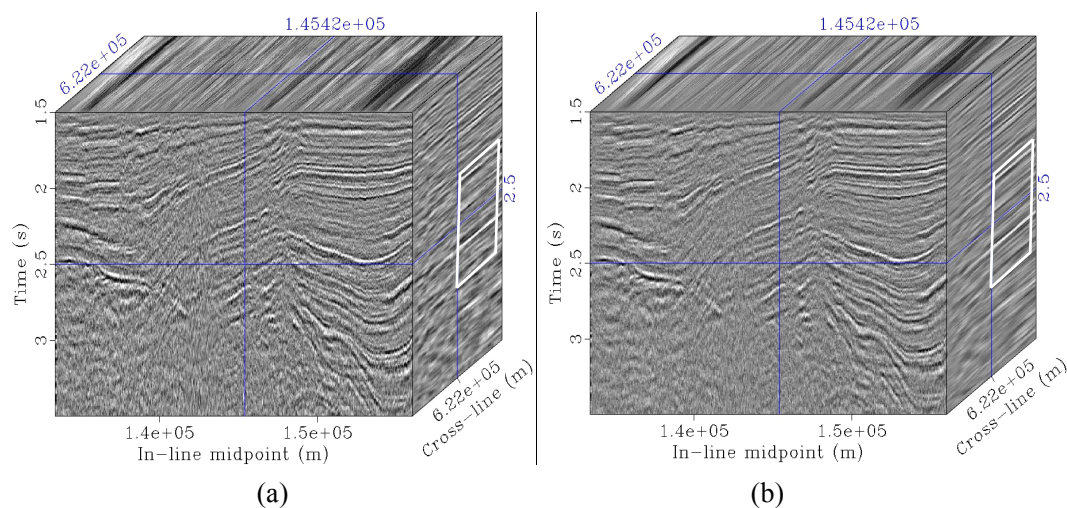 1.4542e+05
6.22e+05
1.5
2
2.5
3
Time (s)
2.5
6.22e+05
Cross-line (m)
1.4e+05
1.5e+05
In-line midpoint (m)
(a)
1.4542e+05
6.22e+05
1.5
2
2.5
3
Time (s)
2.5
6.22e+05
Cross-line (m)
1.4e+05
1.5e+05
In-line midpoint (m)
(b)